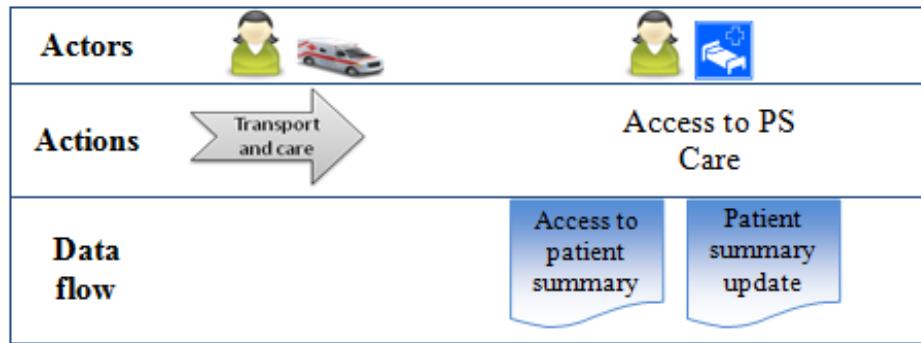 Actors
Actions
Transport
and care
Access to PS
Care
Data
flow
Access to
patient
summary
Patient
summary
update